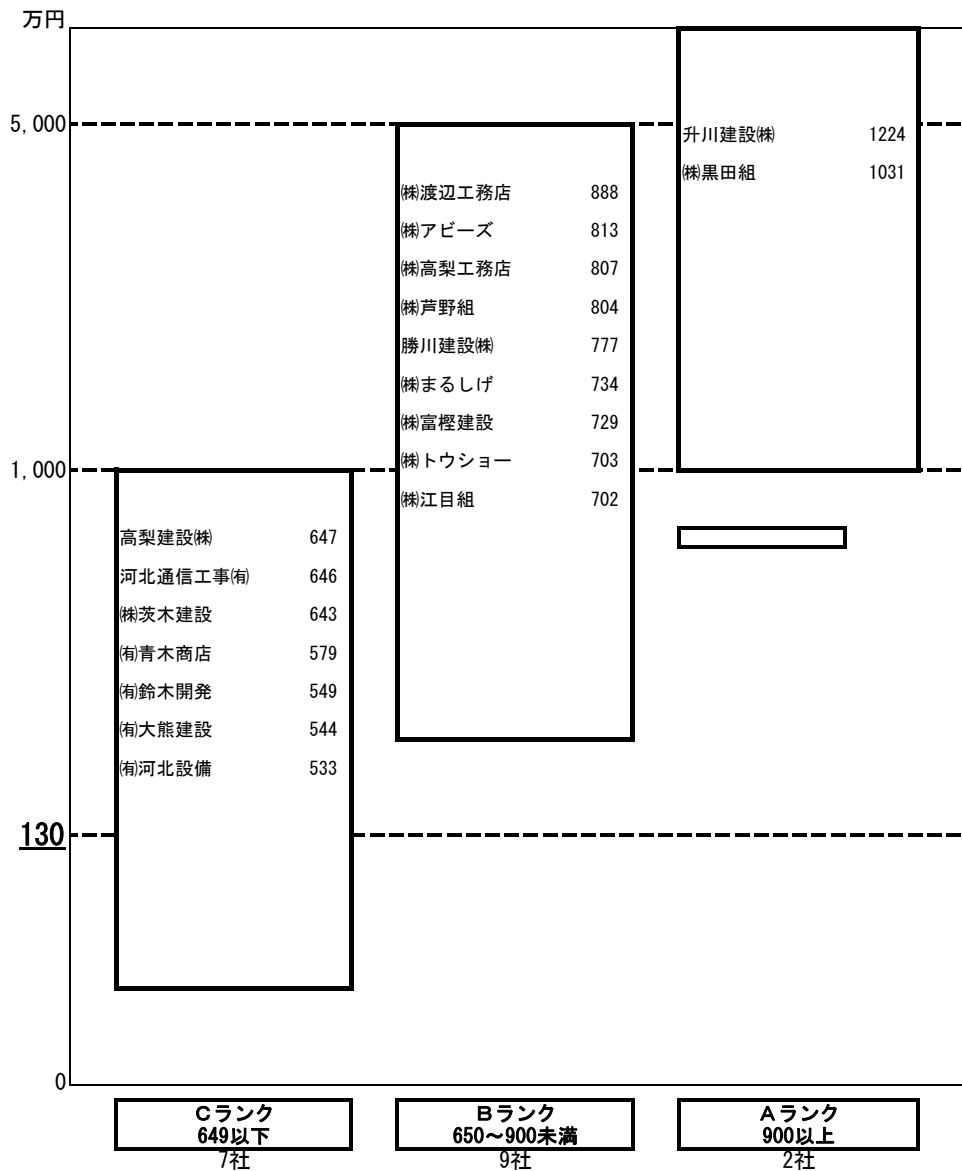 万円
5,000
升川建設㈱ 1224
㈱黒田組 1031
㈱渡辺工務店 888
㈱アビーズ 813
㈱高梨工務店 807
㈱芦野組 804
勝川建設㈱ 777
㈱まるしげ 734
㈱富樫建設 729
㈱トウショー 703
㈱江目組 702
1,000
高梨建設㈱ 647
河北通信工事㈲ 646
㈱茨木建設 643
㈲青木商店 579
㈲鈴木開発 549
㈲大熊建設 544
㈲河北設備 533
130
0
Cランク
649以下
7社
Bランク
650～900未満
9社
Aランク
900以上
2社